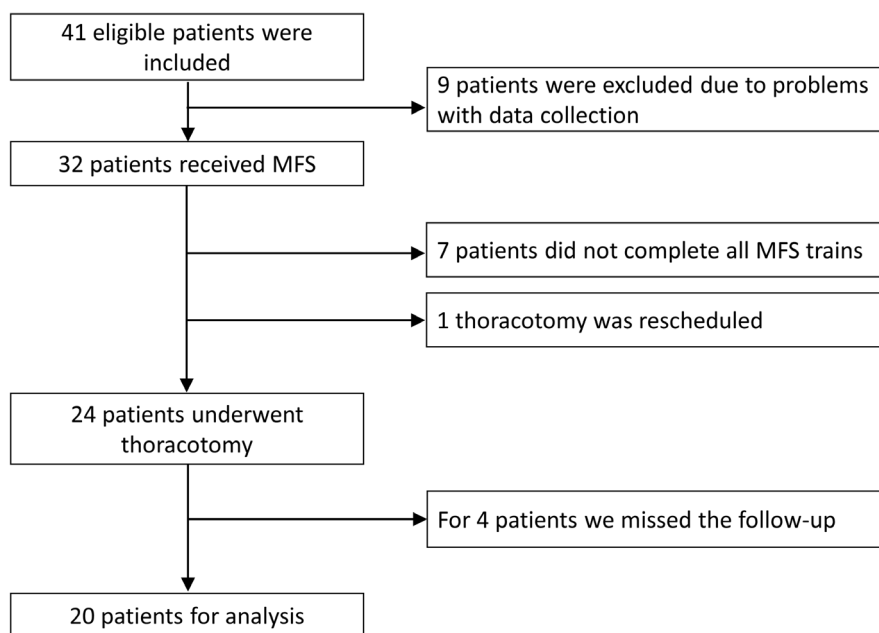 41 eligible patients were
included
9 patients were excluded due to problems
with data collection
32 patients received MFS
7 patients did not complete all MFS trains
1 thoracotomy was rescheduled
24 patients underwent
thoracotomy
For 4 patients we missed the follow-up
20 patients for analysis